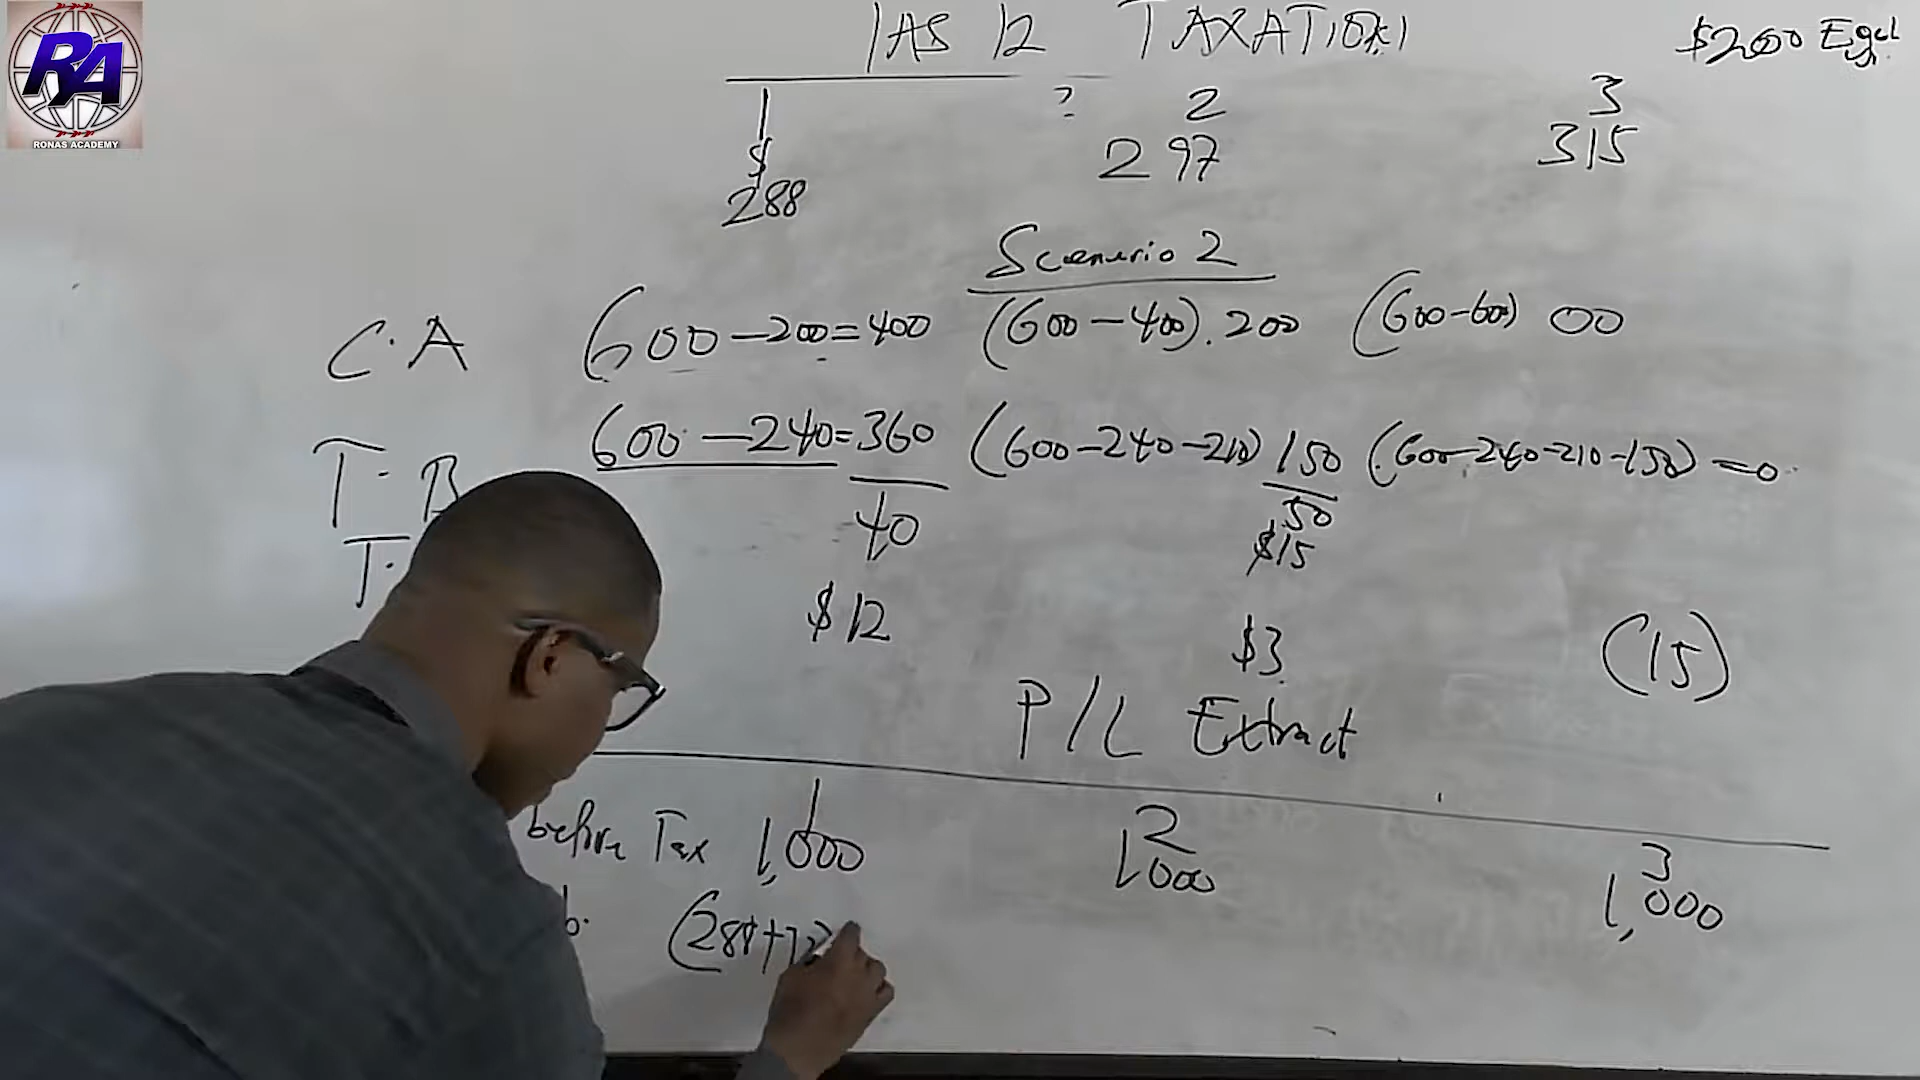 RA
RONAS ACADEMY
IAS 12 TAXATION
$2000 Eqel
1 ? 2 3
$ 297 315
288
Scenerio 2
C.A (600-200=400 (600-400).200 (600-600) 00
T.B 600-240=360 (600-240-210) 150 (600-240-210-150)=0
T. 40 50
$15
$12 $3 (15)
P/L Extract
1 2 3
before Tax 1,000 1000 1,000
(288+12